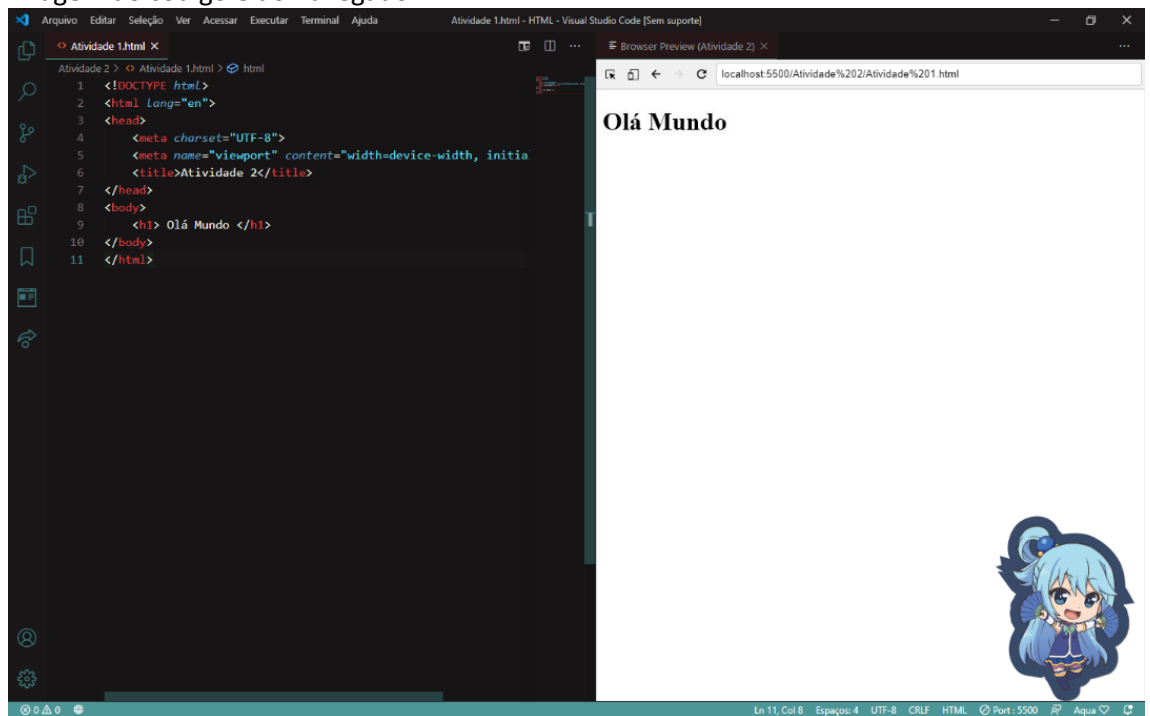 Arquivo Editar Seleção Ver Acessar Executar Terminal Ajuda Atividade 1.html - HTML - Visual Studio Code [Sem suporte]
Atividade 1.html
Browser Preview (Atividade 2)
Atividade 2 > Atividade 1.html > html
localhost:5500/Atividade%202/Atividade%201.html
1 <!DOCTYPE html>
2 <html lang="en">
3 <head>
4 <meta charset="UTF-8">
5 <meta name="viewport" content="width=device-width, initia
6 <title>Atividade 2</title>
7 </head>
8 <body>
9 <h1> Olá Mundo </h1>
10 </body>
11 </html>
Olá Mundo
0 0 Ln 11, Col 8 Espaços: 4 UTF-8 CRLF HTML Port : 5500 Aqua